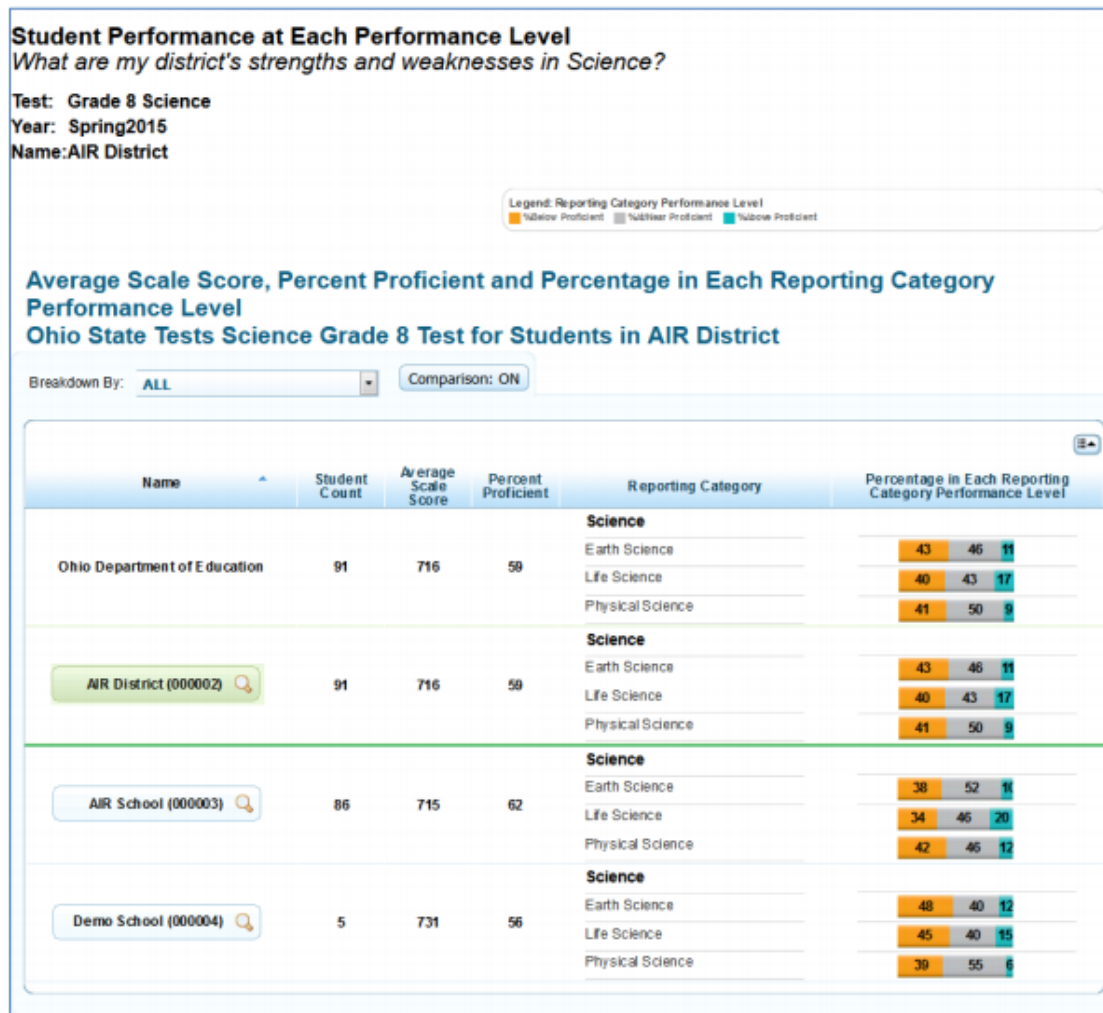 Student Performance at Each Performance Level
What are my district's strengths and weaknesses in Science?
Test: Grade 8 Science
Year: Spring2015
Name:AIR District
Legend: Reporting Category Performance Level
%Below Proficient %At/Near Proficient %Above Proficient
Average Scale Score, Percent Proficient and Percentage in Each Reporting Category
Performance Level
Ohio State Tests Science Grade 8 Test for Students in AIR District
Breakdown By: ALL Comparison: ON
Name Student Count Average Scale Score Percent Proficient Reporting Category Percentage in Each Reporting Category Performance Level
Science
Earth Science 43 46 11
Ohio Department of Education 91 716 59
Life Science 40 43 17
Physical Science 41 50 9
Science
Earth Science 43 46 11
AIR District (000002) 91 716 59
Life Science 40 43 17
Physical Science 41 50 9
Science
Earth Science 38 52 10
AIR School (000003) 86 715 62
Life Science 34 46 20
Physical Science 42 46 12
Science
Earth Science 48 40 12
Demo School (000004) 5 731 56
Life Science 45 40 15
Physical Science 39 55 6